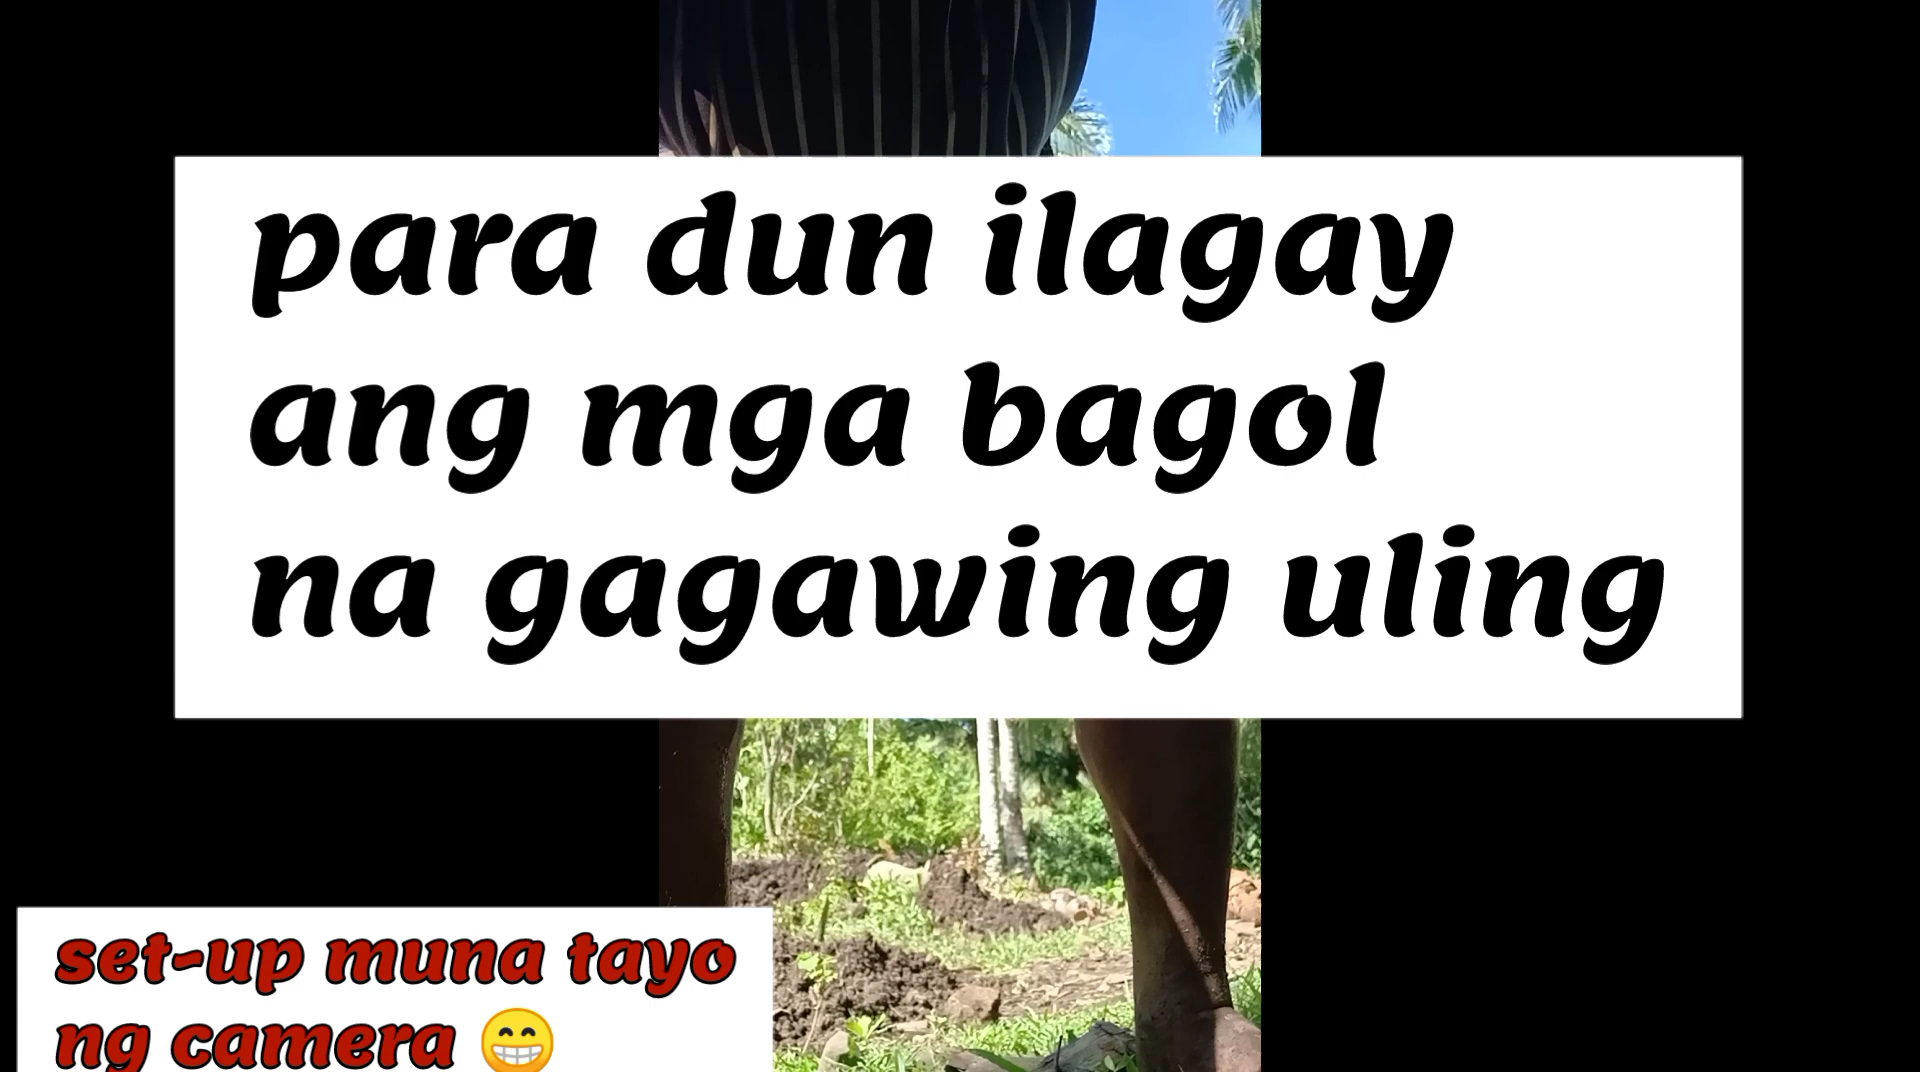 para dun ilagay
ang mga bagol
na gagawing uling
set-up muna tayo
ng camera 😁